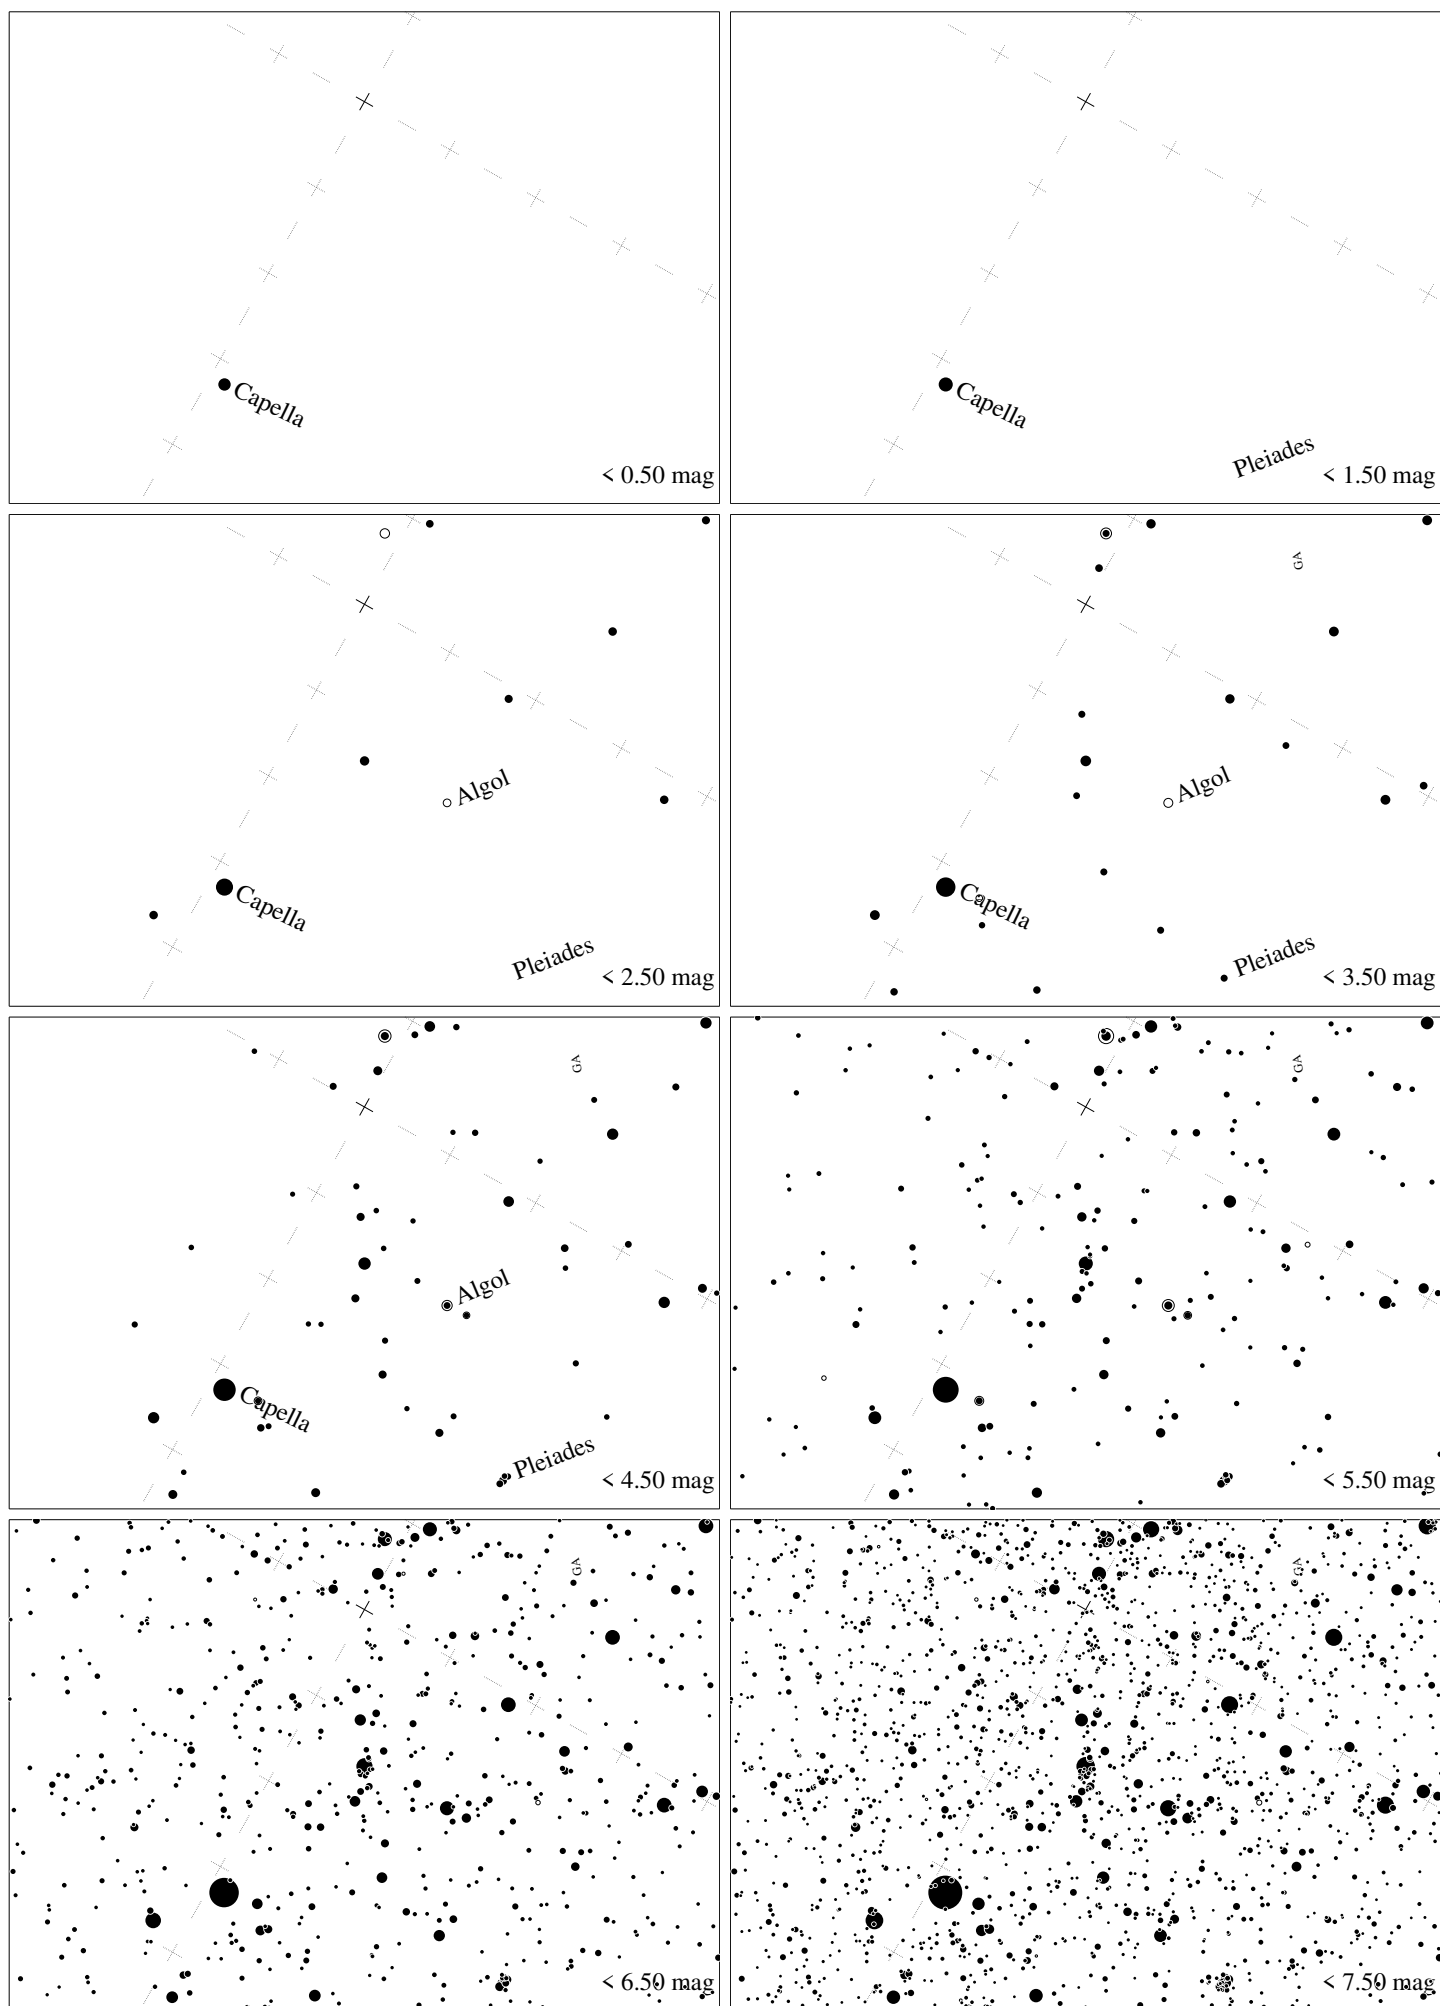 Capella
< 0.50 mag
Capella
Pleiades
< 1.50 mag
Algol
Capella
Pleiades
< 2.50 mag
GA
Algol
Capella
Pleiades
< 3.50 mag
GA
Algol
Capella
Pleiades
< 4.50 mag
GA
< 5.50 mag
GA
< 6.50 mag
GA
< 7.50 mag